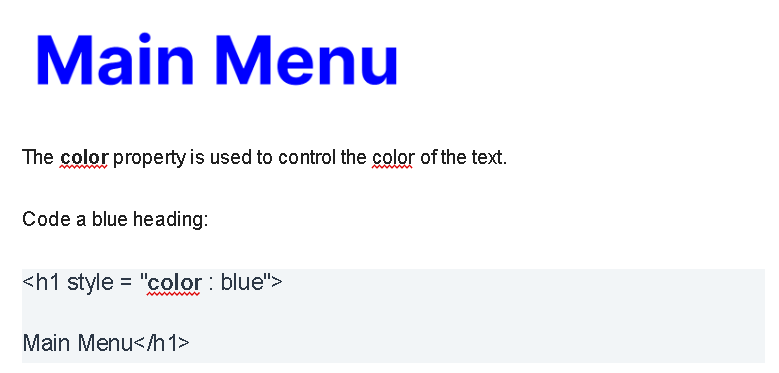 Main Menu
The color property is used to control the color of the text.
Code a blue heading:
<h1 style = "color : blue">
Main Menu</h1>